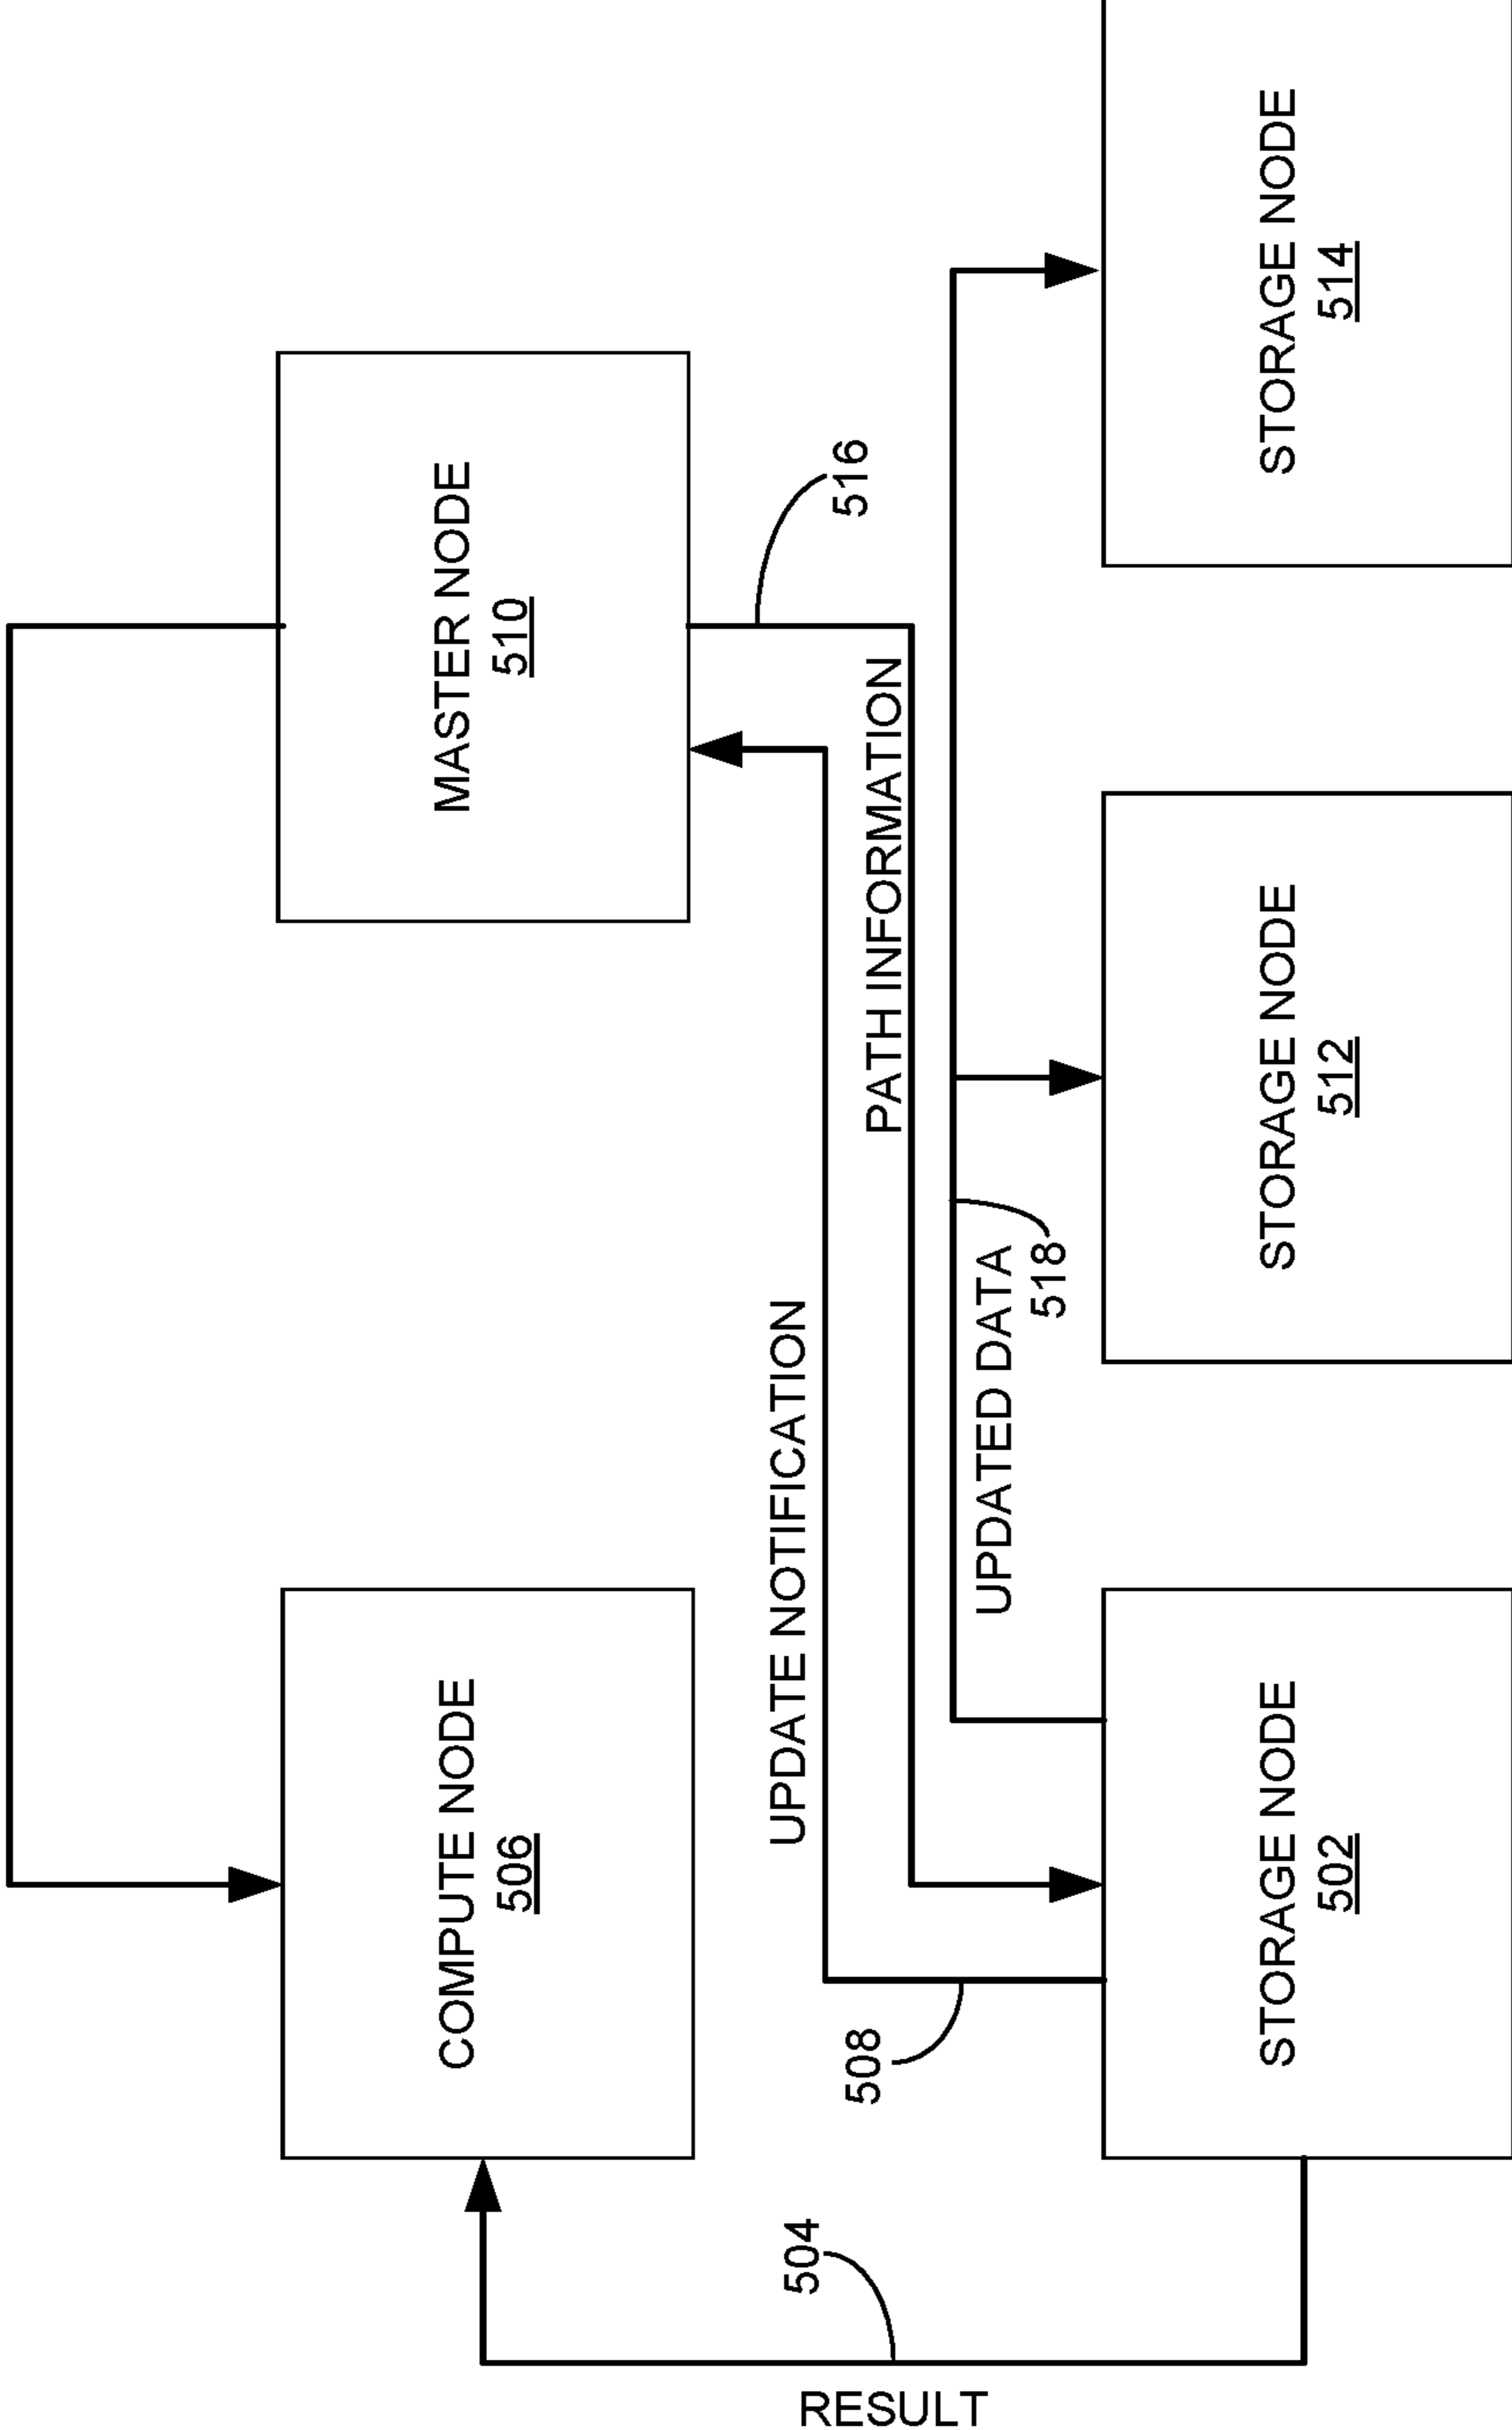 RESULT
504
COMPUTE NODE
506
MASTER NODE
510
UPDATE NOTIFICATION
508
PATH INFORMATION
516
UPDATED DATA
518
STORAGE NODE
502
STORAGE NODE
512
STORAGE NODE
514